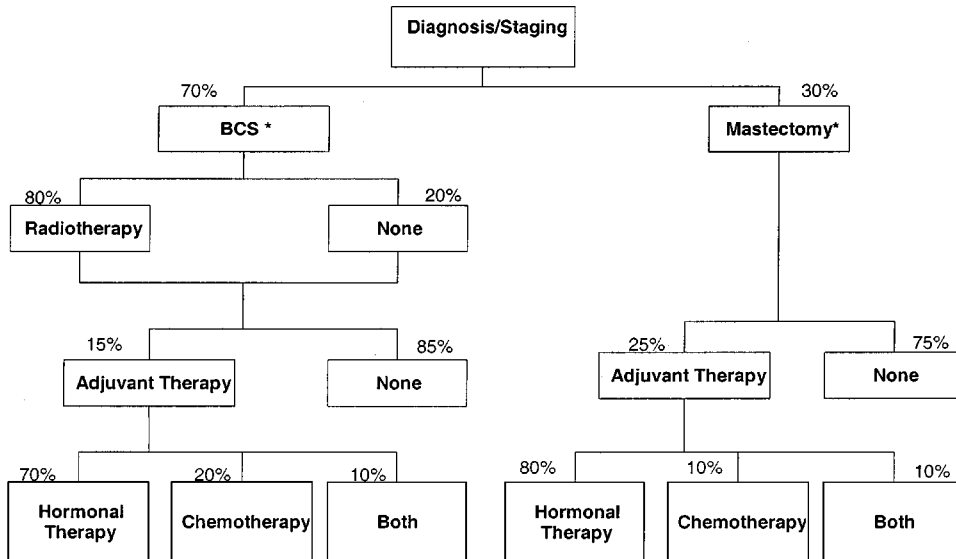 Diagnosis/Staging
70%
30%
BCS *
Mastectomy*
80%
20%
Radiotherapy
None
15%
85%
25%
75%
Adjuvant Therapy
None
Adjuvant Therapy
None
70%
20%
10%
80%
10%
10%
Hormonal
Therapy
Chemotherapy
Both
Hormonal
Therapy
Chemotherapy
Both